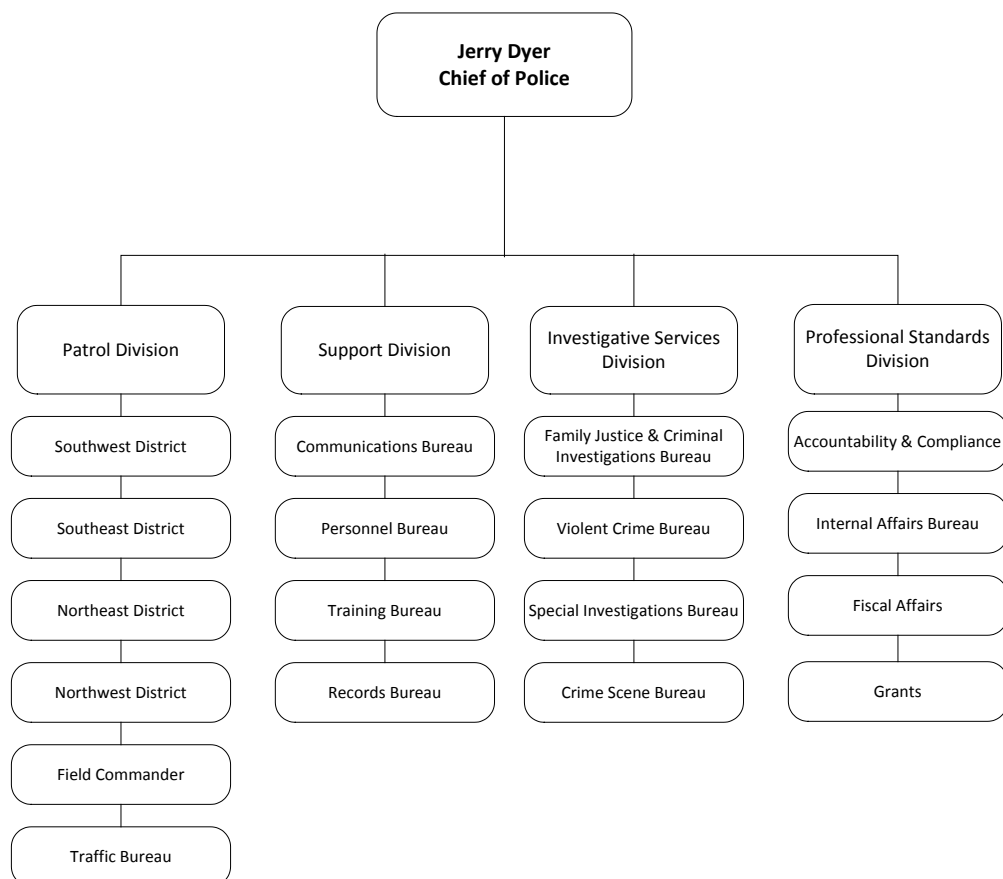 Jerry Dyer
Chief of Police
Patrol Division
Support Division
Investigative Services
Division
Professional Standards
Division
Southwest District
Communications Bureau
Family Justice & Criminal
Investigations Bureau
Accountability & Compliance
Southeast District
Personnel Bureau
Violent Crime Bureau
Internal Affairs Bureau
Northeast District
Training Bureau
Special Investigations Bureau
Fiscal Affairs
Northwest District
Records Bureau
Crime Scene Bureau
Grants
Field Commander
Traffic Bureau